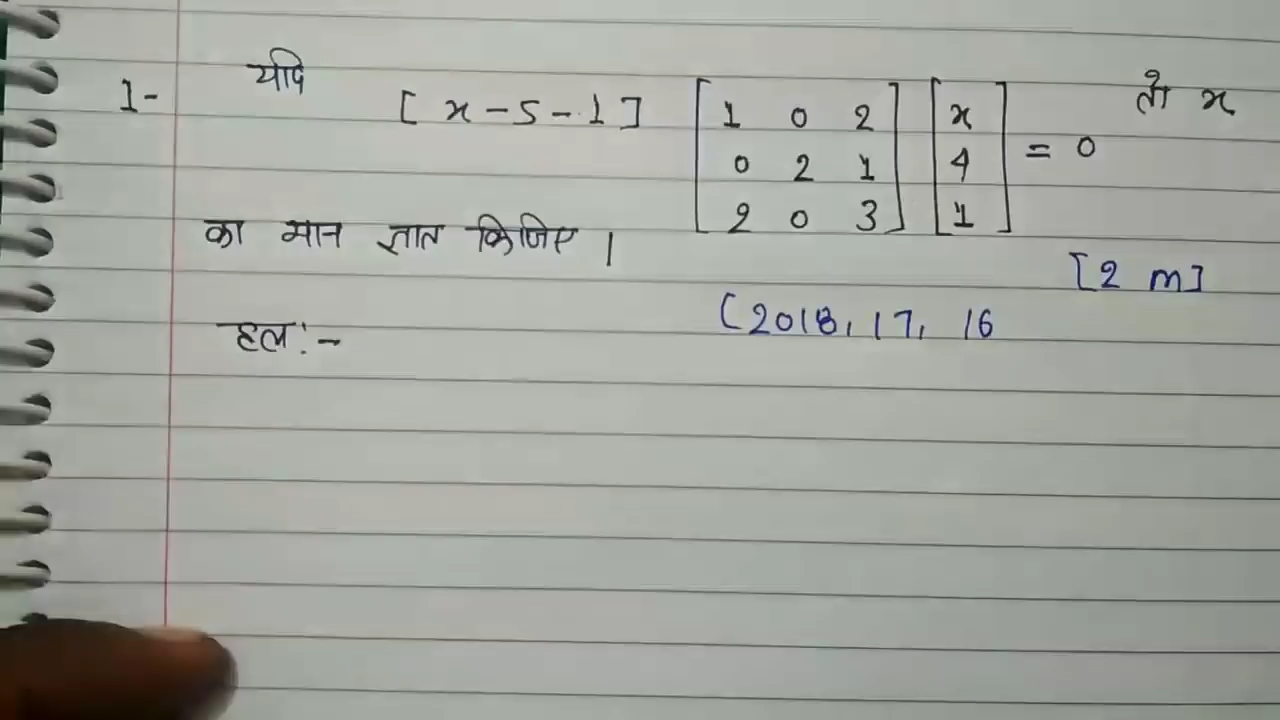 1- यदि [ x - 5 - 1 ] [ 1 0 2 ] [ x ] = 0 तो x
0 2 1 4
2 0 3 1
का मान ज्ञात किजिए ।
[ 2 m ]
( 2018, 17, 16
हल :-